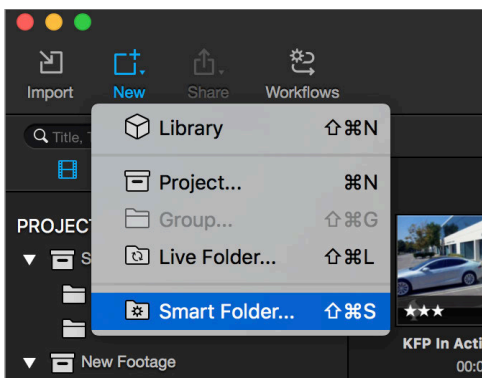 Import New Share Workflows
Title,
Library ⇧⌘N
Project... ⌘N
PROJEC
Group... ⇧⌘G
Live Folder... ⇧⌘L
Smart Folder... ⇧⌘S
★★★
KFP In Acti
New Footage
00:0